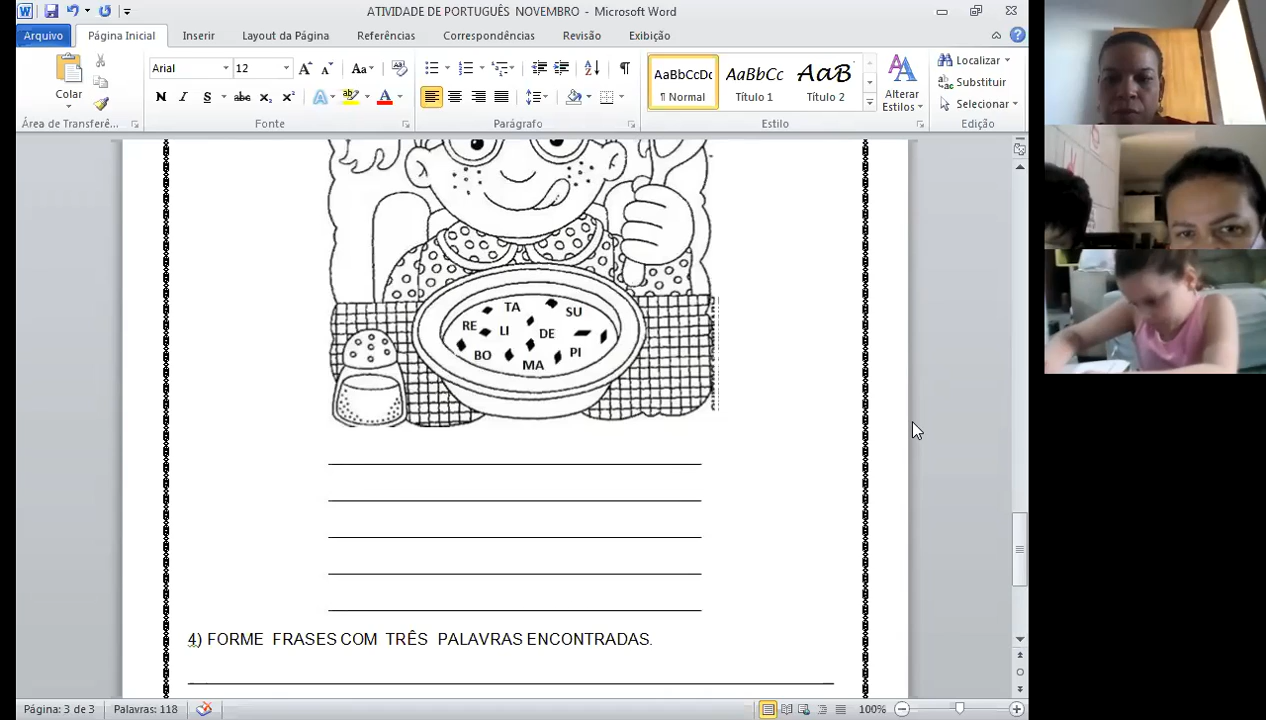 ATIVIDADE DE PORTUGUÊS  NOVEMBRO - Microsoft Word
Arquivo Página Inicial Inserir Layout da Página Referências Correspondências Revisão Exibição
Colar
Arial 12
AaBbCcDc AaBbCc AaB
¶ Normal Título 1 Título 2
Alterar Estilos
Localizar
Substituir
Selecionar
Área de Transferê... Fonte Parágrafo Estilo Edição
TA SU
RE LI DE
BO MA PI
4) FORME  FRASES COM  TRÊS  PALAVRAS ENCONTRADAS.
Página: 3 de 3 Palavras: 118 100%